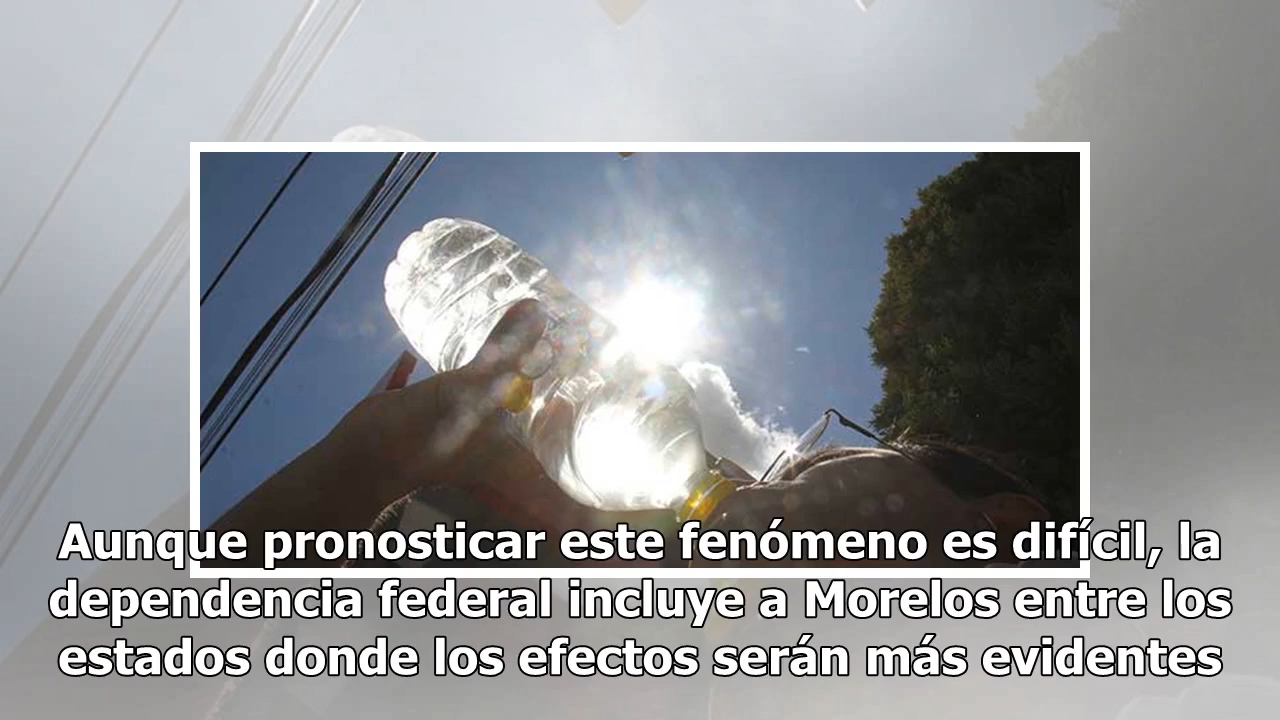 Aunque pronosticar este fenómeno es difícil, la
dependencia federal incluye a Morelos entre los
estados donde los efectos serán más evidentes